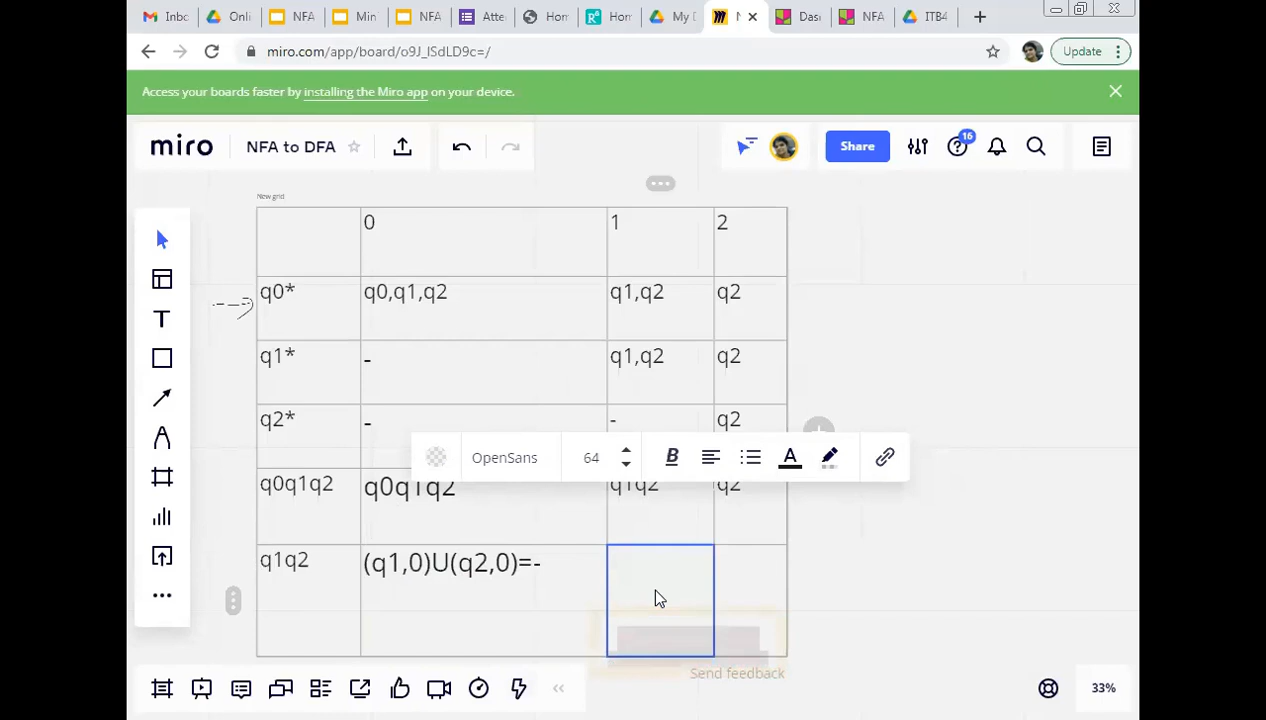 Inbc Onli NFA Min NFA Atte Hon Hon My D N Das NFA ITB4
miro.com/app/board/o9J_lSdLD9c=/ Update
Access your boards faster by installing the Miro app on your device.
miro NFA to DFA Share 16
New grid
0 1 2
q0* q0,q1,q2 q1,q2 q2
q1* - q1,q2 q2
q2* - - q2
OpenSans 64 B A
q0q1q2 q0q1q2 q1q2 q2
q1q2 (q1,0)U(q2,0)=-
Send feedback
33%